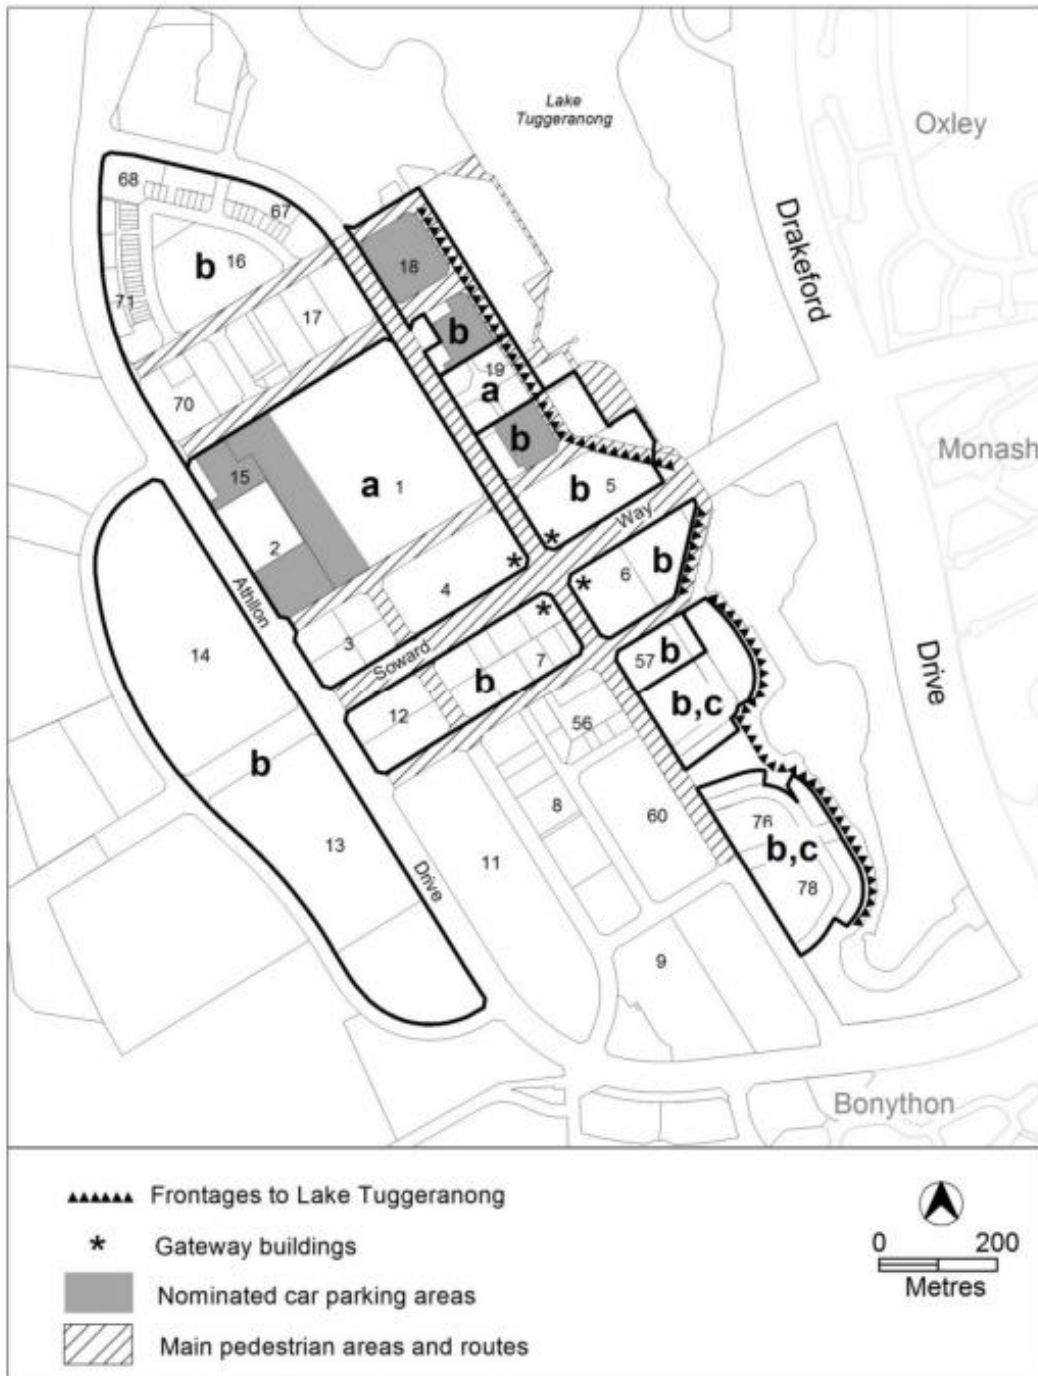 Lake
Tuggeranong
Oxley
Drakeford
68
67
b 16
18
71
17
b
19
a
70
Monash
b
15
a 1
b 5
Way
2
6 b
4
Athllon
3
Soward
7
57 b
14
b
Drive
12
b,c
56
b
8
60
76
13
b,c
11
78
Drive
9
Bonython
Frontages to Lake Tuggeranong
* Gateway buildings
0 200
Metres
Nominated car parking areas
Main pedestrian areas and routes